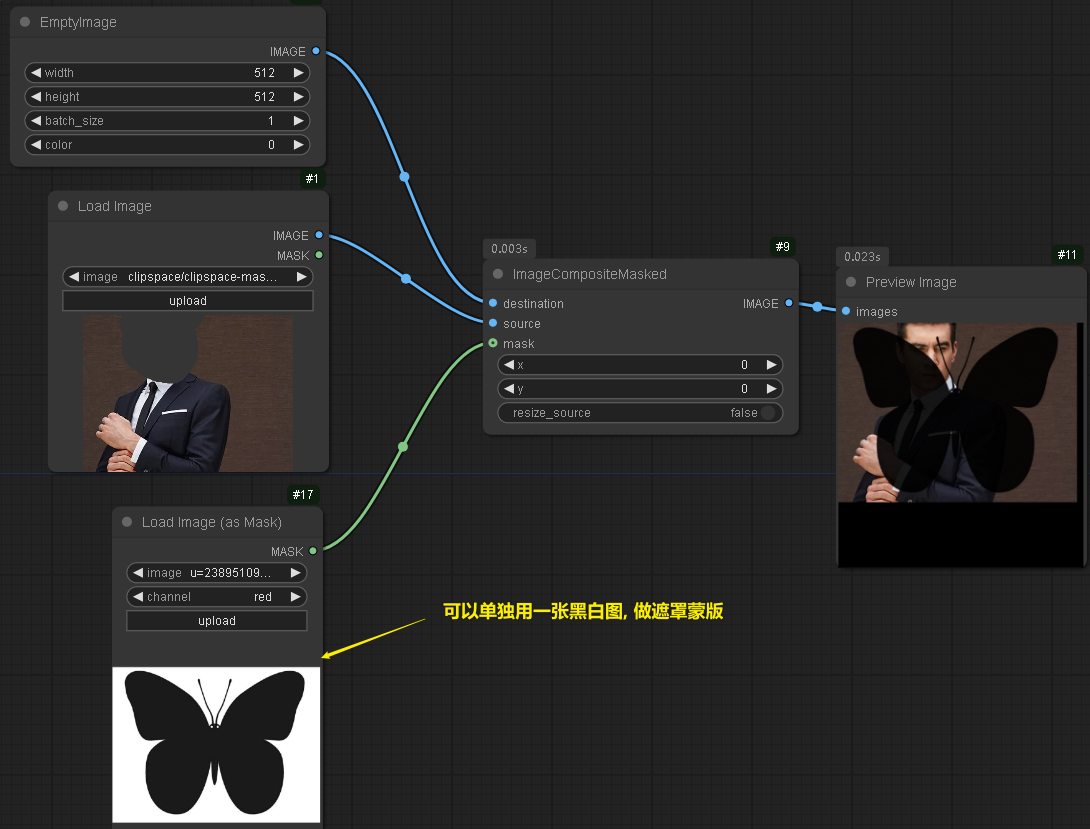 EmptyImage
IMAGE
width 512
height 512
batch_size 1
color 0
#1
Load Image
IMAGE
MASK
image clipspace/clipspace-mas...
upload
#17
Load Image (as Mask)
MASK
image u=23895109...
channel red
upload
可以单独用一张黑白图, 做遮罩蒙版
0.003s
#9
ImageCompositeMasked
destination IMAGE
source
mask
x 0
y 0
resize_source false
0.023s
#11
Preview Image
images